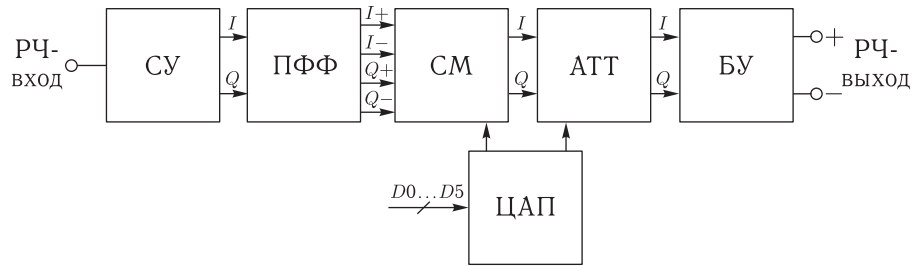 РЧ-
вход
СУ
I
Q
ПФФ
I+
I−
Q+
Q−
СМ
I
Q
АТТ
I
Q
БУ
+
−
РЧ-
выход
D0...D5
ЦАП